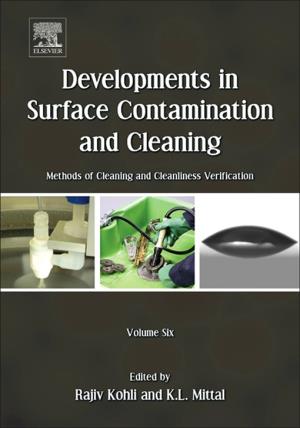 ELSEVIER
Developments in
Surface Contamination
and Cleaning
Methods of Cleaning and Cleanliness Verification
Volume Six
Edited by
Rajiv Kohli and K.L. Mittal